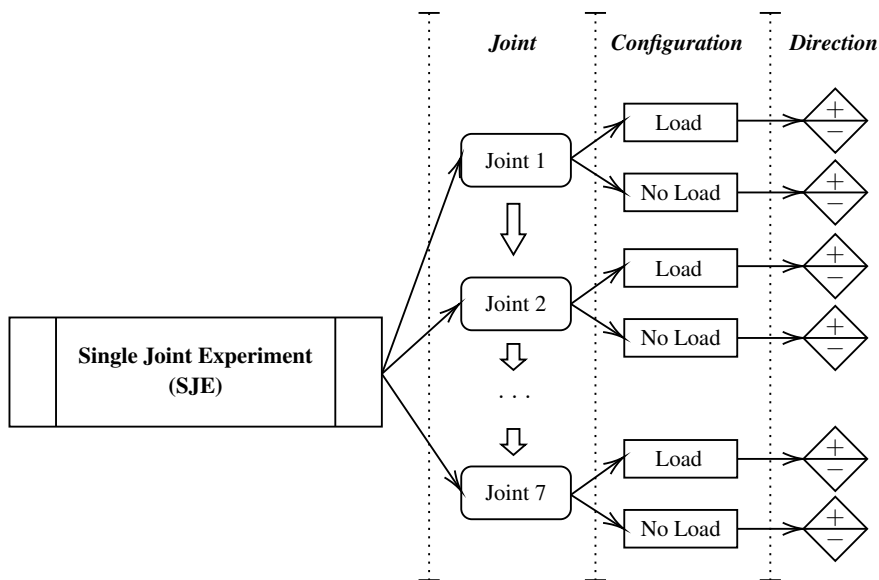 Joint Configuration Direction
Load
+
−
Joint 1
No Load
+
−
Load
+
−
Joint 2
No Load
+
−
Single Joint Experiment
(SJE)
. . .
Load
+
−
Joint 7
No Load
+
−